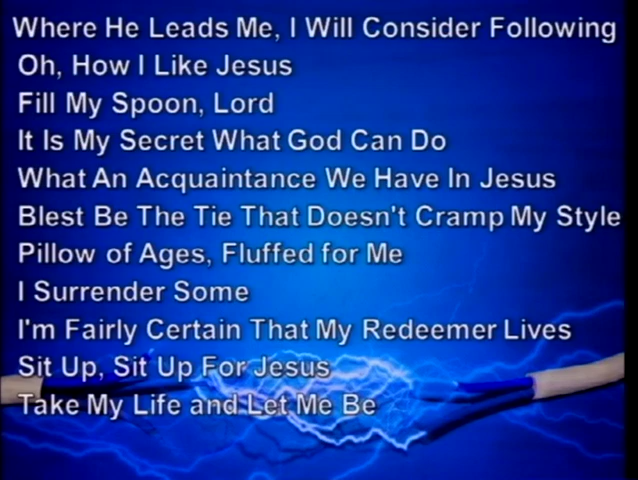 Where He Leads Me, I Will Consider Following
Oh, How I Like Jesus
Fill My Spoon, Lord
It Is My Secret What God Can Do
What An Acquaintance We Have In Jesus
Blest Be The Tie That Doesn't Cramp My Style
Pillow of Ages, Fluffed for Me
I Surrender Some
I'm Fairly Certain That My Redeemer Lives
Sit Up, Sit Up For Jesus
Take My Life and Let Me Be